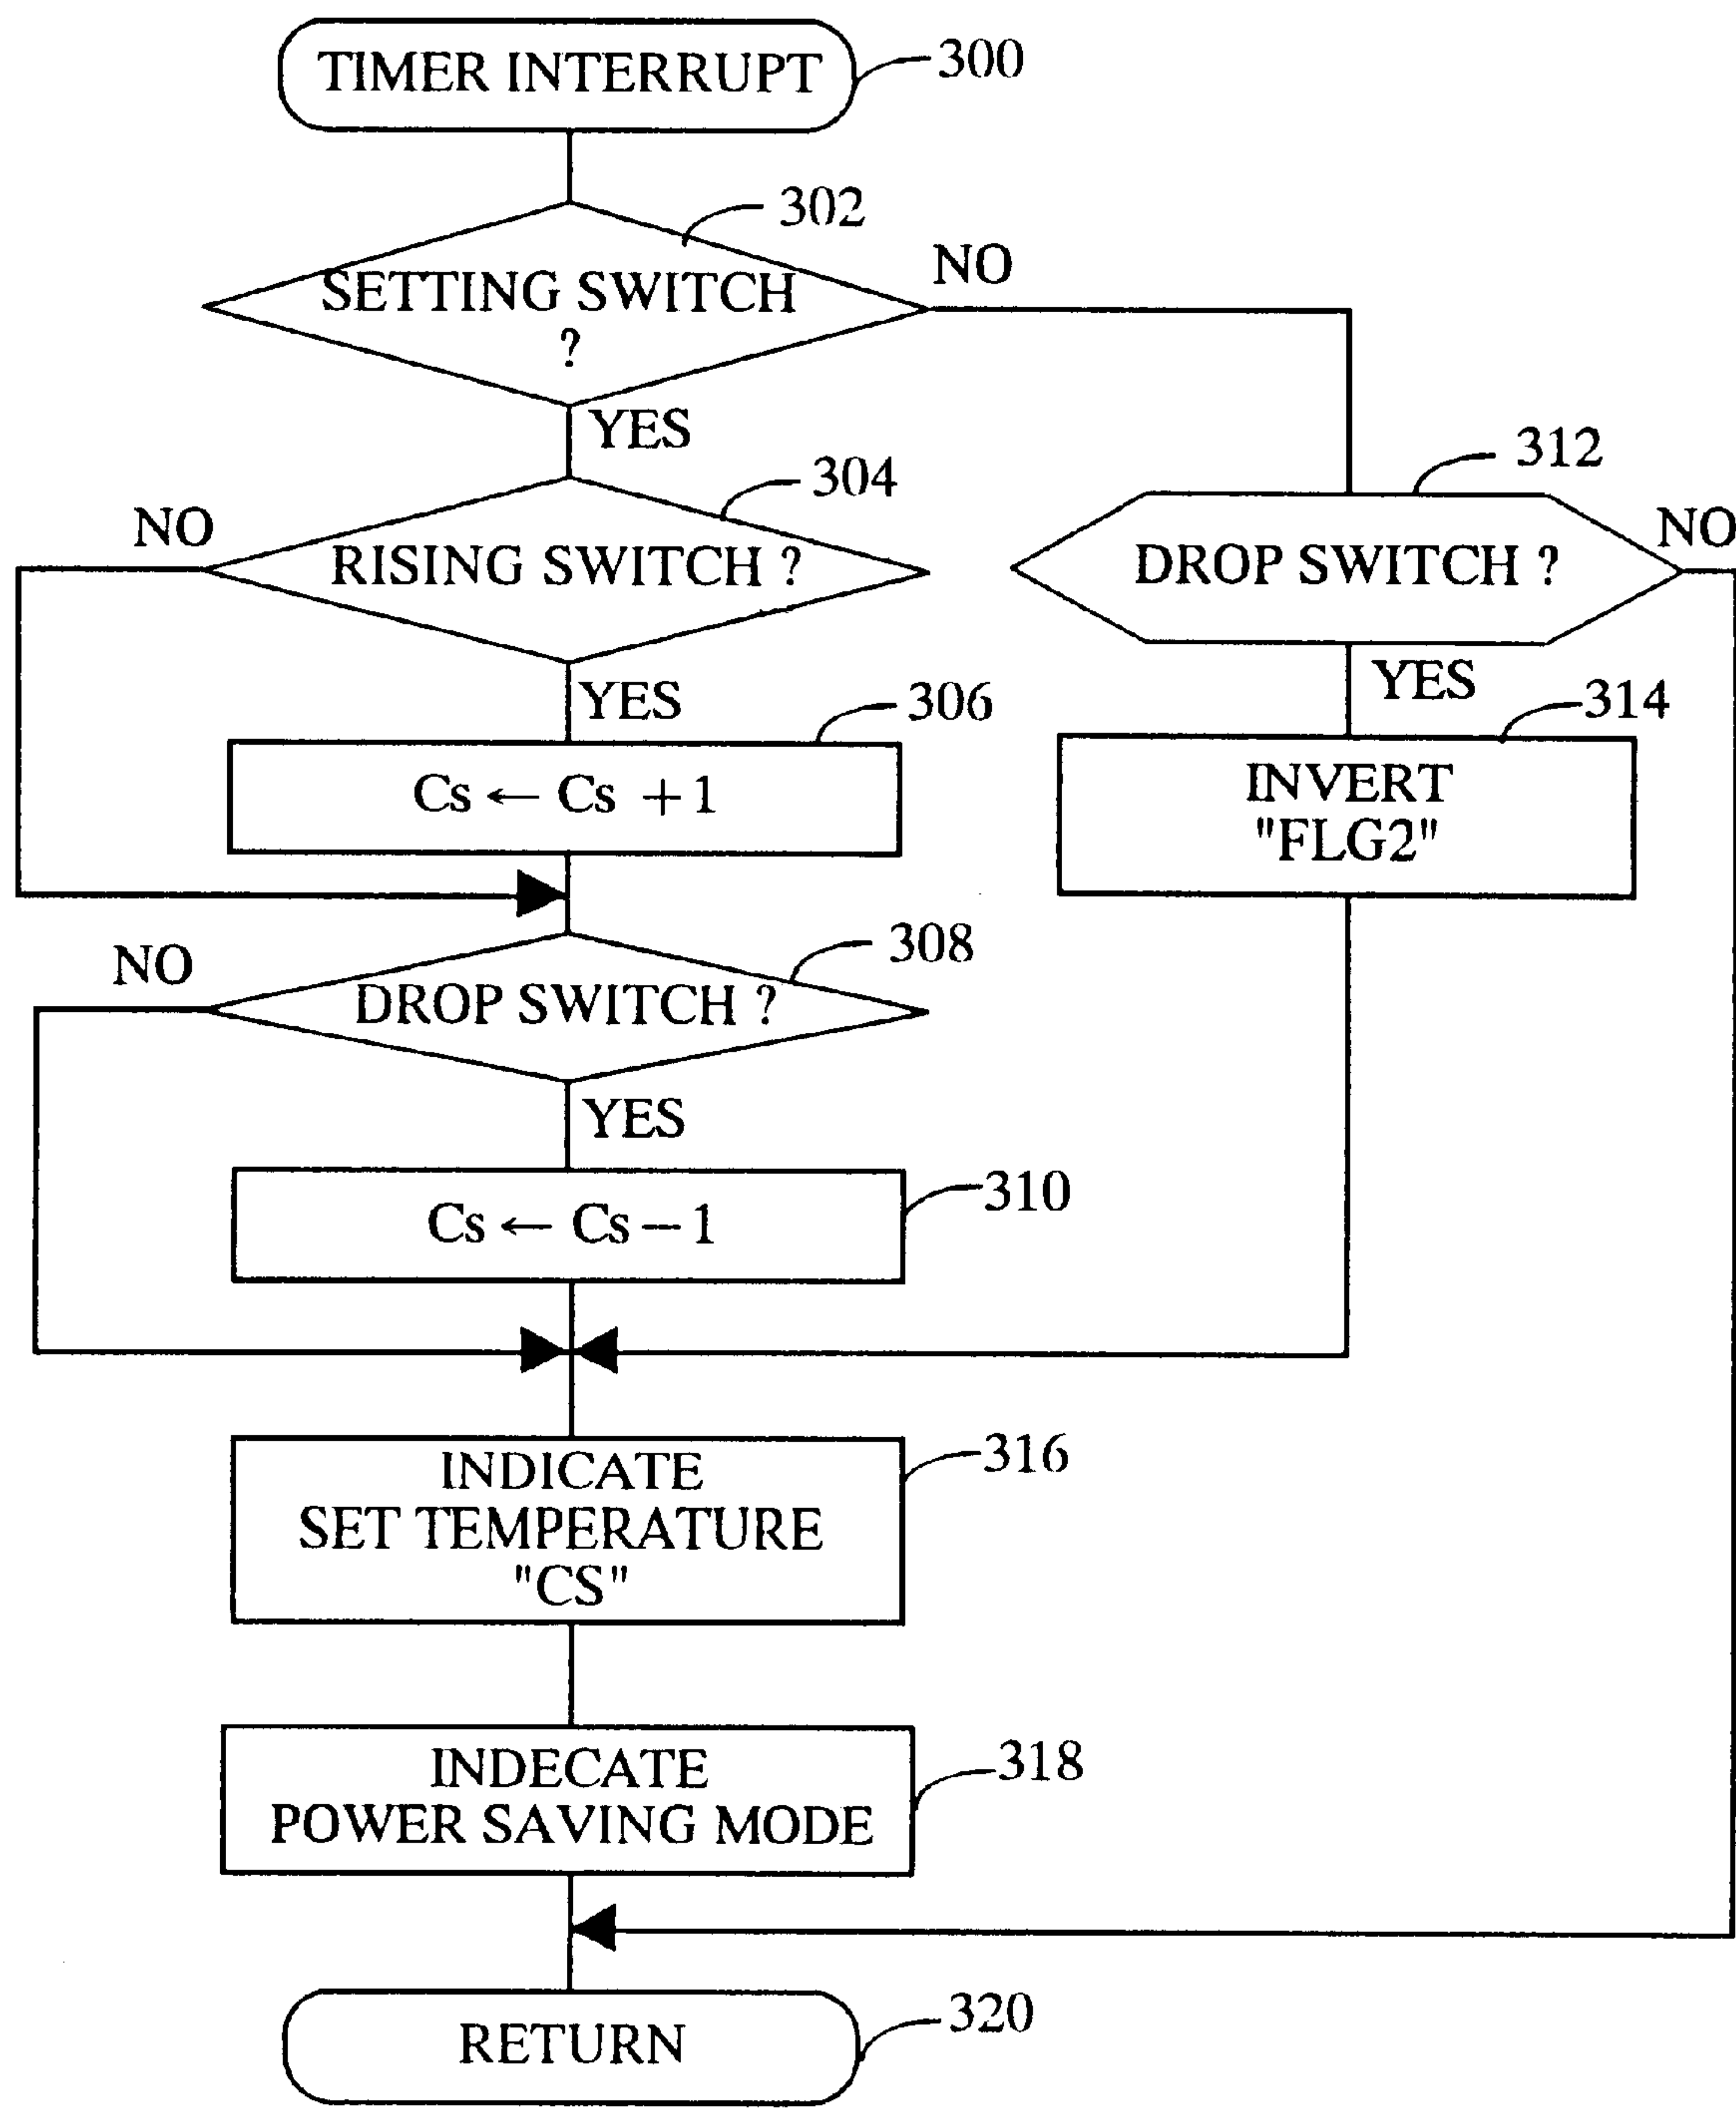 TIMER INTERRUPT
300
302
SETTING SWITCH
?
NO
YES
304
NO
RISING SWITCH ?
YES
312
DROP SWITCH ?
NO
YES
306
Cs ← Cs + 1
314
INVERT
"FLG2"
308
NO
DROP SWITCH ?
YES
310
Cs ← Cs − 1
316
INDICATE
SET TEMPERATURE
"CS"
318
INDECATE
POWER SAVING MODE
RETURN
320